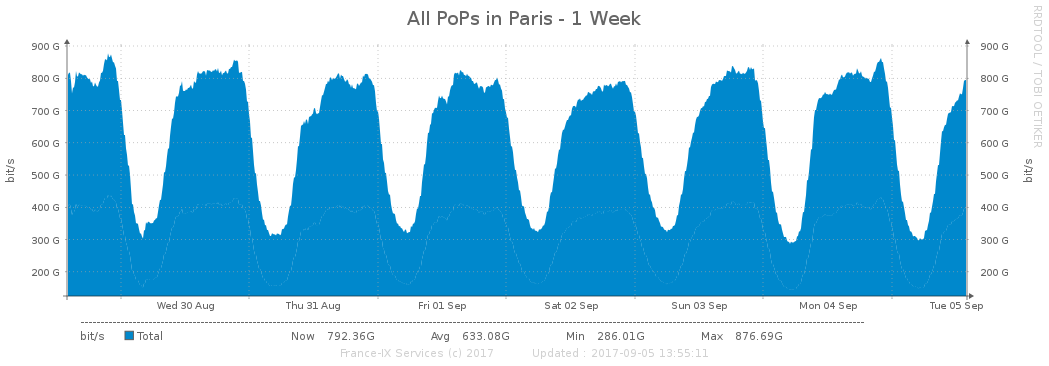 All PoPs in Paris - 1 Week
RRDTOOL / TOBI OETIKER
900 G 900 G
800 G 800 G
700 G 700 G
600 G 600 G
500 G 500 G
400 G 400 G
300 G 300 G
200 G 200 G
bit/s bit/s
Wed 30 Aug Thu 31 Aug Fri 01 Sep Sat 02 Sep Sun 03 Sep Mon 04 Sep Tue 05 Sep
bit/s Total Now 792.36G Avg 633.08G Min 286.01G Max 876.69G
France-IX Services (c) 2017 Updated : 2017-09-05 13:55:11